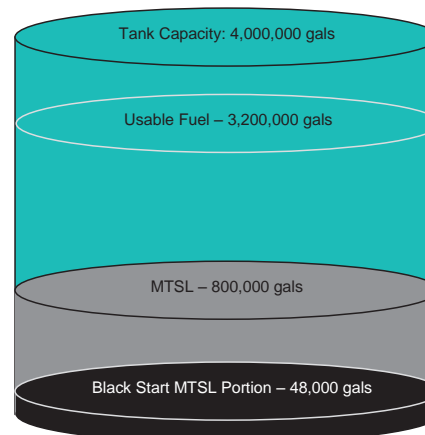 Tank Capacity: 4,000,000 gals
Usable Fuel – 3,200,000 gals
MTSL – 800,000 gals
Black Start MTSL Portion – 48,000 gals